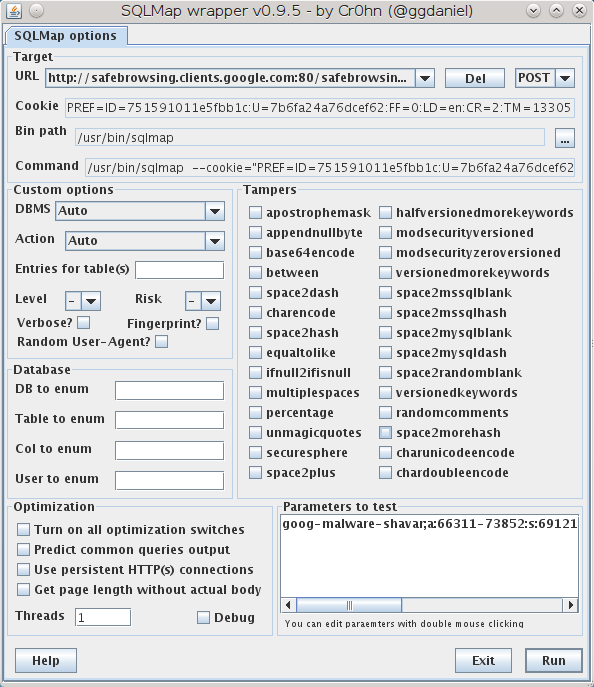 SQLMap wrapper v0.9.5 - by Cr0hn (@ggdaniel)
SQLMap options
Target
URL http://safebrowsing.clients.google.com:80/safebrowsin... Del POST
Cookie PREF=ID=751591011e5fbb1c:U=7b6fa24a76dcef62:FF=0:LD=en:CR=2:TM=13305
Bin path /usr/bin/sqlmap ...
Command /usr/bin/sqlmap --cookie="PREF=ID=751591011e5fbb1c:U=7b6fa24a76dcef62
Custom options
DBMS Auto
Action Auto
Entries for table(s)
Level - Risk -
Verbose? Fingerprint?
Random User-Agent?
Database
DB to enum
Table to enum
Col to enum
User to enum
Tampers
apostrophemask halfversionedmorekeywords
appendnullbyte modsecurityversioned
base64encode modsecurityzeroversioned
between versionedmorekeywords
space2dash space2mssqlblank
charencode space2mssqlhash
space2hash space2mysqlblank
equaltolike space2mysqldash
ifnull2ifisnull space2randomblank
multiplespaces versionedkeywords
percentage randomcomments
unmagicquotes space2morehash
securesphere charunicodeencode
space2plus chardoubleencode
Optimization
Turn on all optimization switches
Predict common queries output
Use persistent HTTP(s) connections
Get page length without actual body
Threads 1 Debug
Parameters to test
goog-malware-shavar;a:66311-73852:s:69121
You can edit paraemters with double mouse clicking
Help Exit Run